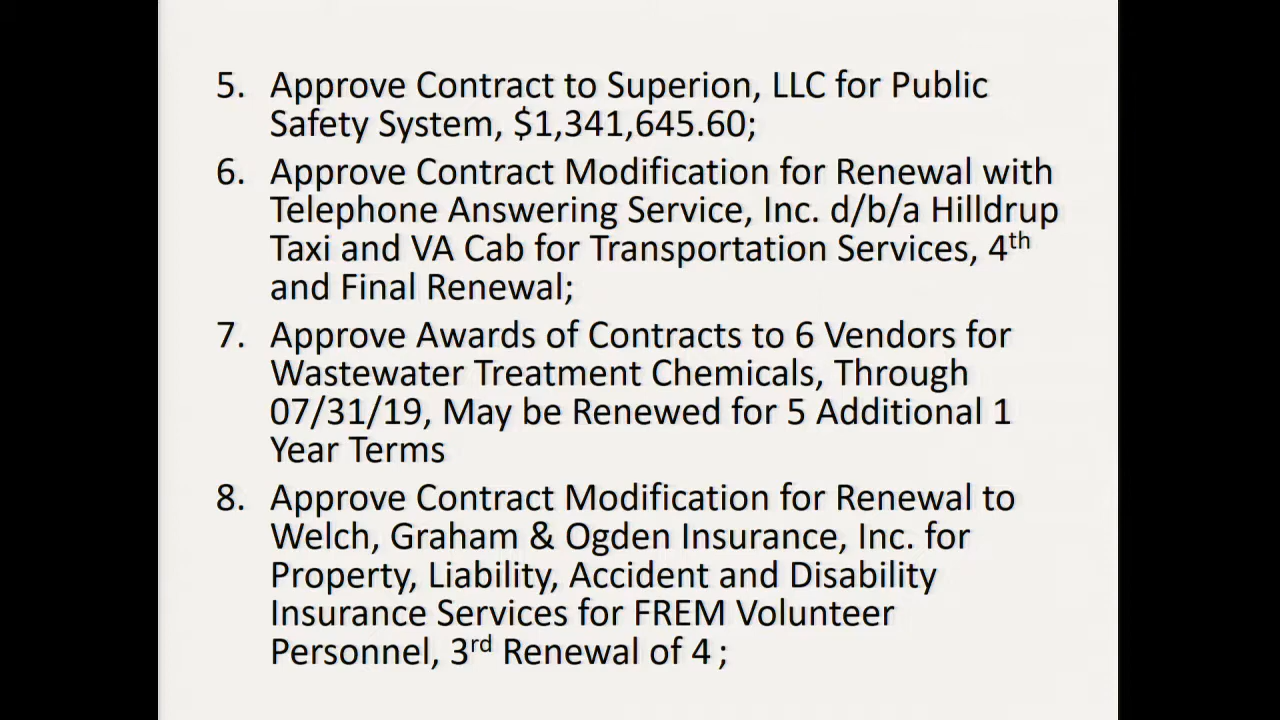 5. Approve Contract to Superion, LLC for Public
Safety System, $1,341,645.60;
6. Approve Contract Modification for Renewal with
Telephone Answering Service, Inc. d/b/a Hilldrup
Taxi and VA Cab for Transportation Services, 4th
and Final Renewal;
7. Approve Awards of Contracts to 6 Vendors for
Wastewater Treatment Chemicals, Through
07/31/19, May be Renewed for 5 Additional 1
Year Terms
8. Approve Contract Modification for Renewal to
Welch, Graham & Ogden Insurance, Inc. for
Property, Liability, Accident and Disability
Insurance Services for FREM Volunteer
Personnel, 3rd Renewal of 4 ;